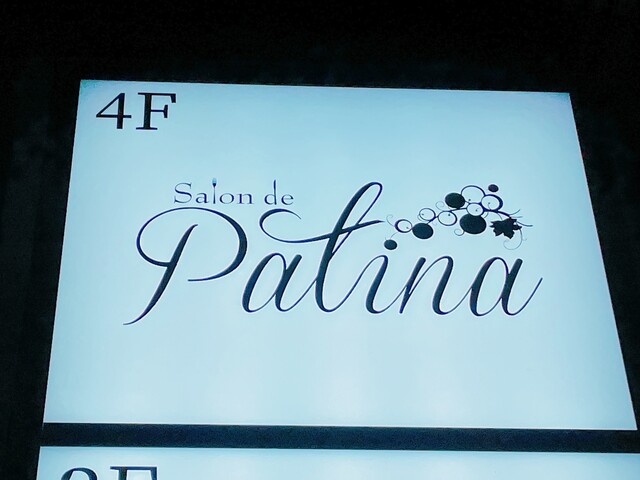 4F
Salon de
Patina